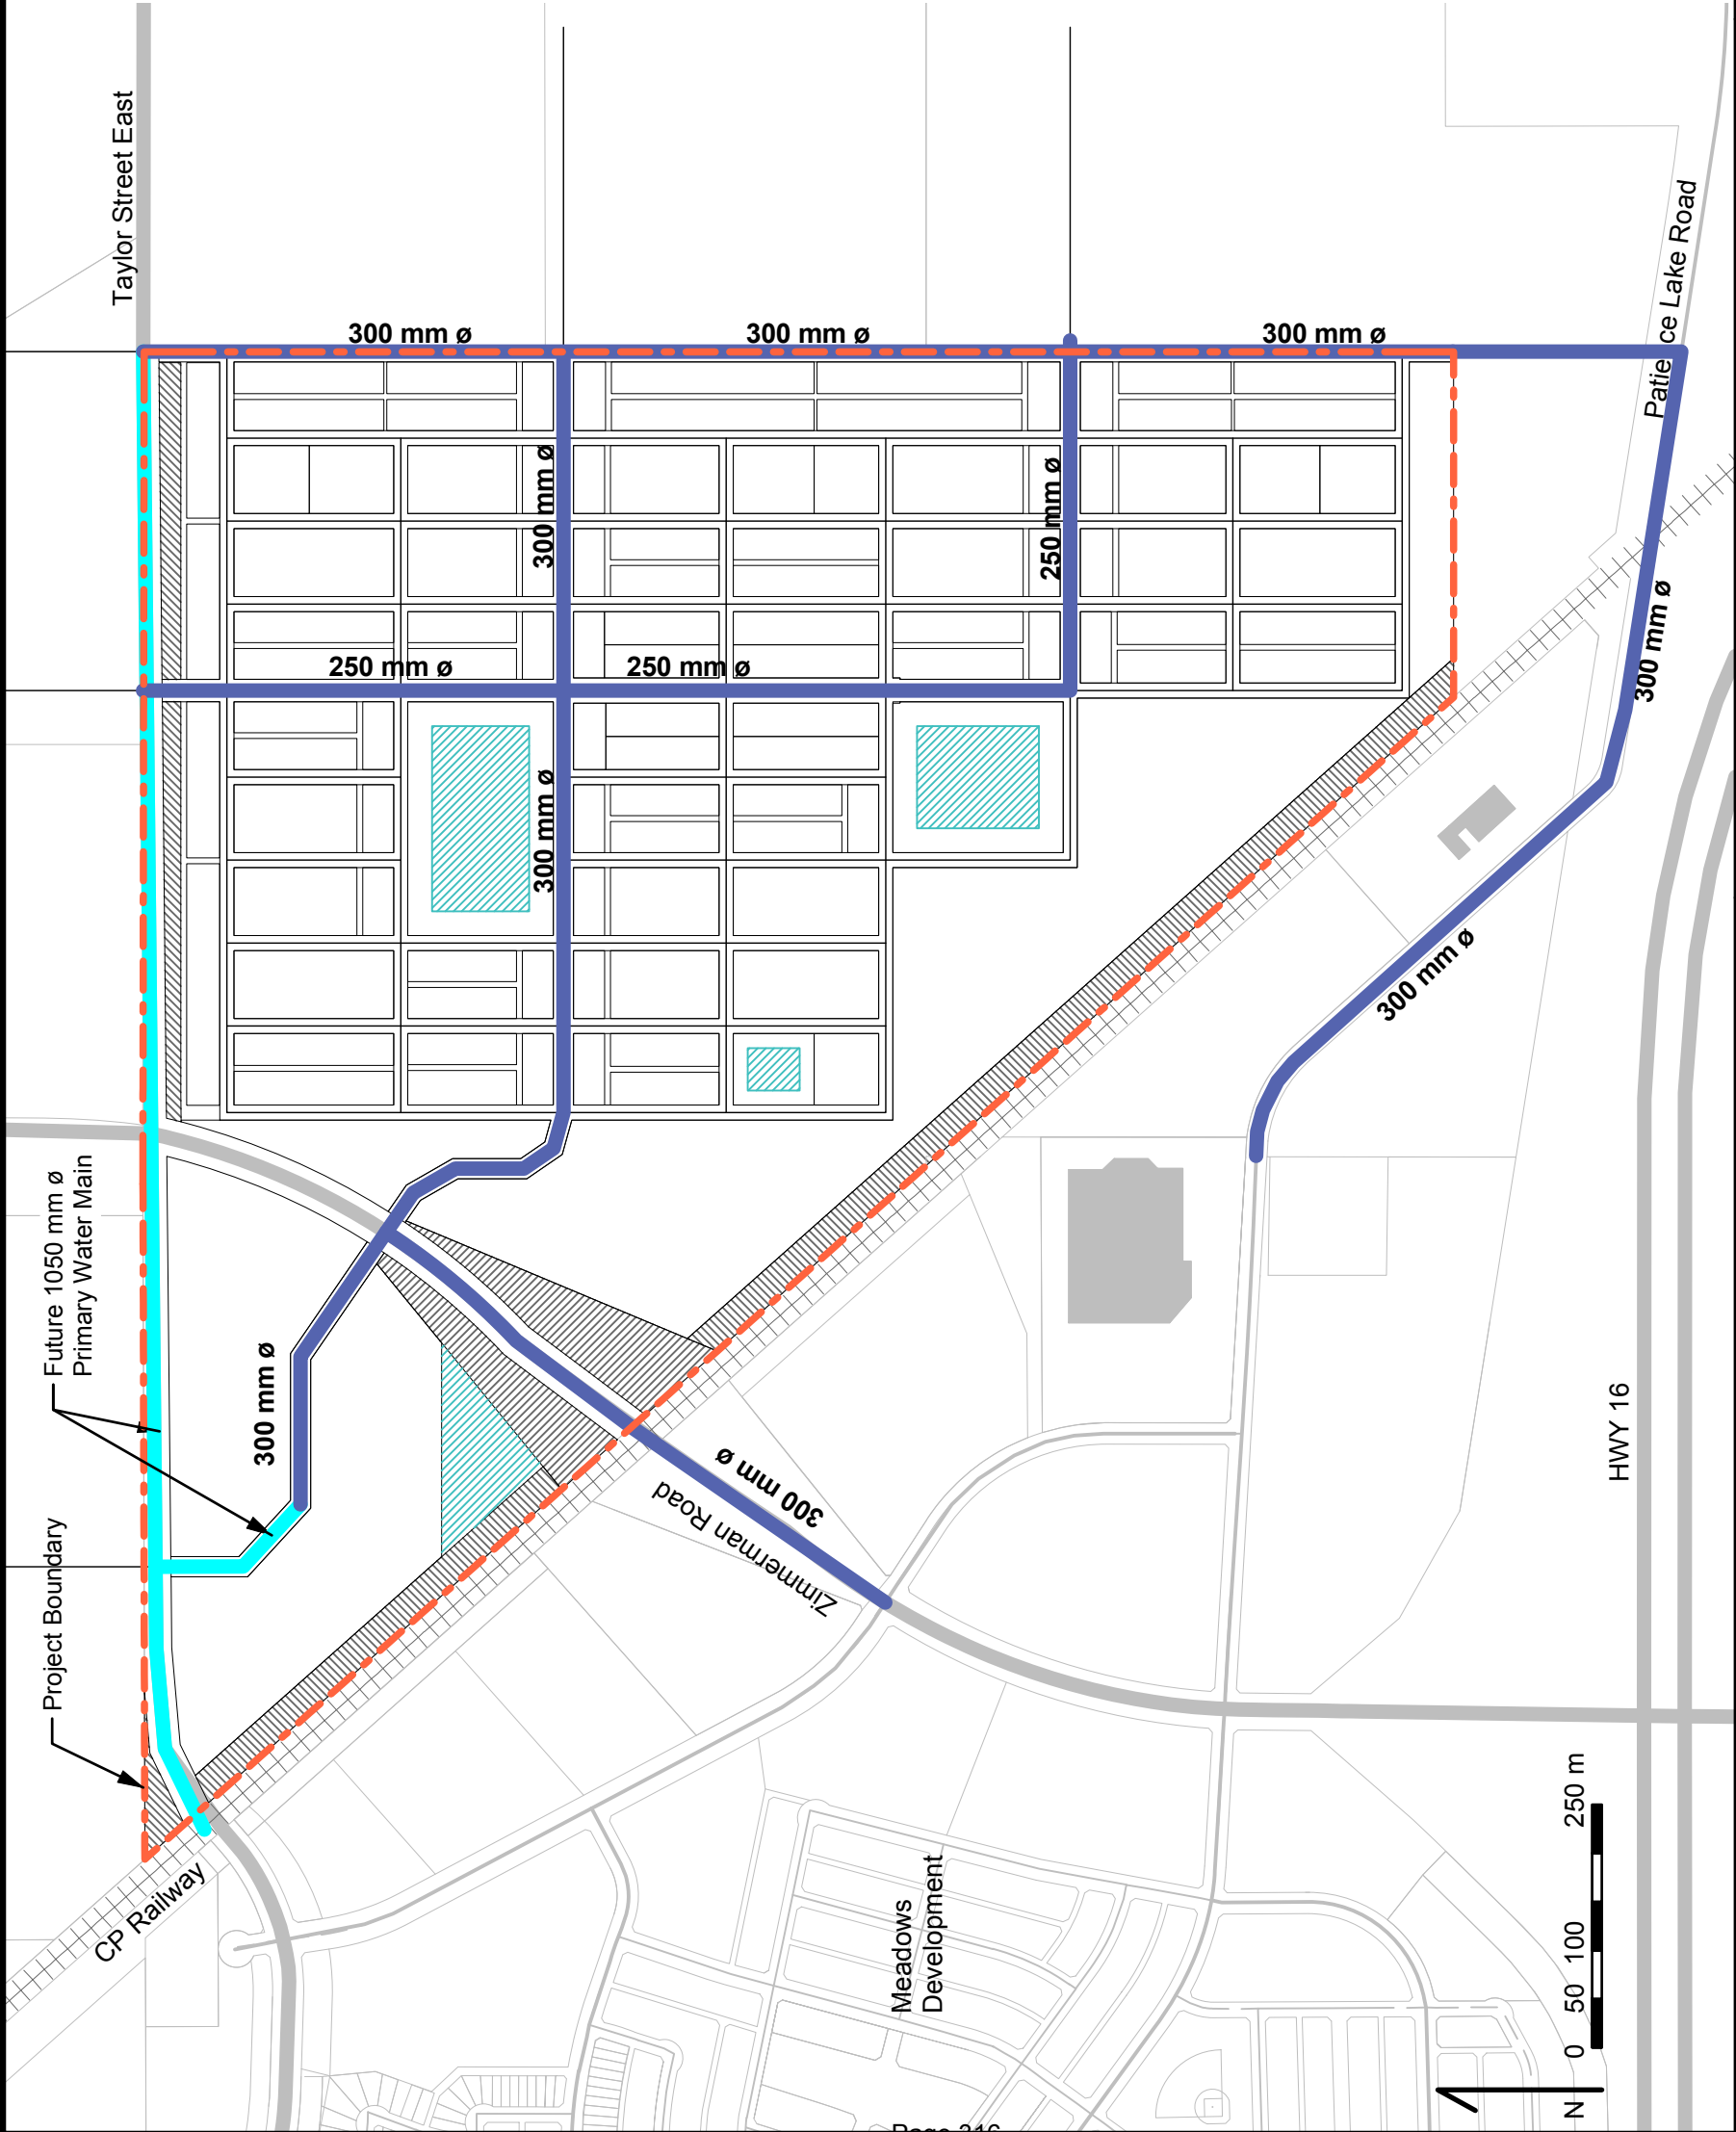 Taylor Street East
Future 1050 mm ø
Primary Water Main
Project Boundary
CP Railway
300 mm ø
300 mm ø
300 mm ø
300 mm ø
250 mm ø
250 mm ø
250 mm ø
300 mm ø
300 mm ø
300 mm ø
Zimmerman Road
300 mm ø
300 mm ø
Patience Lake Road
HWY 16
Meadows
Development
0 50 100 250 m
N
Page 316